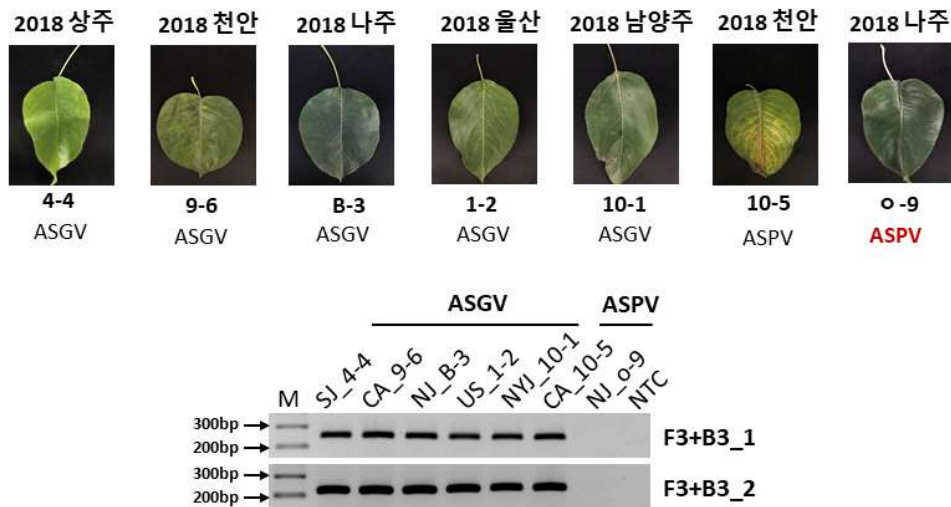 2018 상주 2018 천안 2018 나주 2018 울산 2018 남양주 2018 천안 2018 나주
4-4 9-6 B-3 1-2 10-1 10-5 ㅇ-9
ASGV ASGV ASGV ASGV ASGV ASPV ASPV
ASGV ASPV
M SJ_4-4 CA_9-6 NJ_B-3 US_1-2 NYJ_10-1 CA_10-5 NJ_o-9 NTC
300bp
200bp
F3+B3_1
300bp
200bp
F3+B3_2